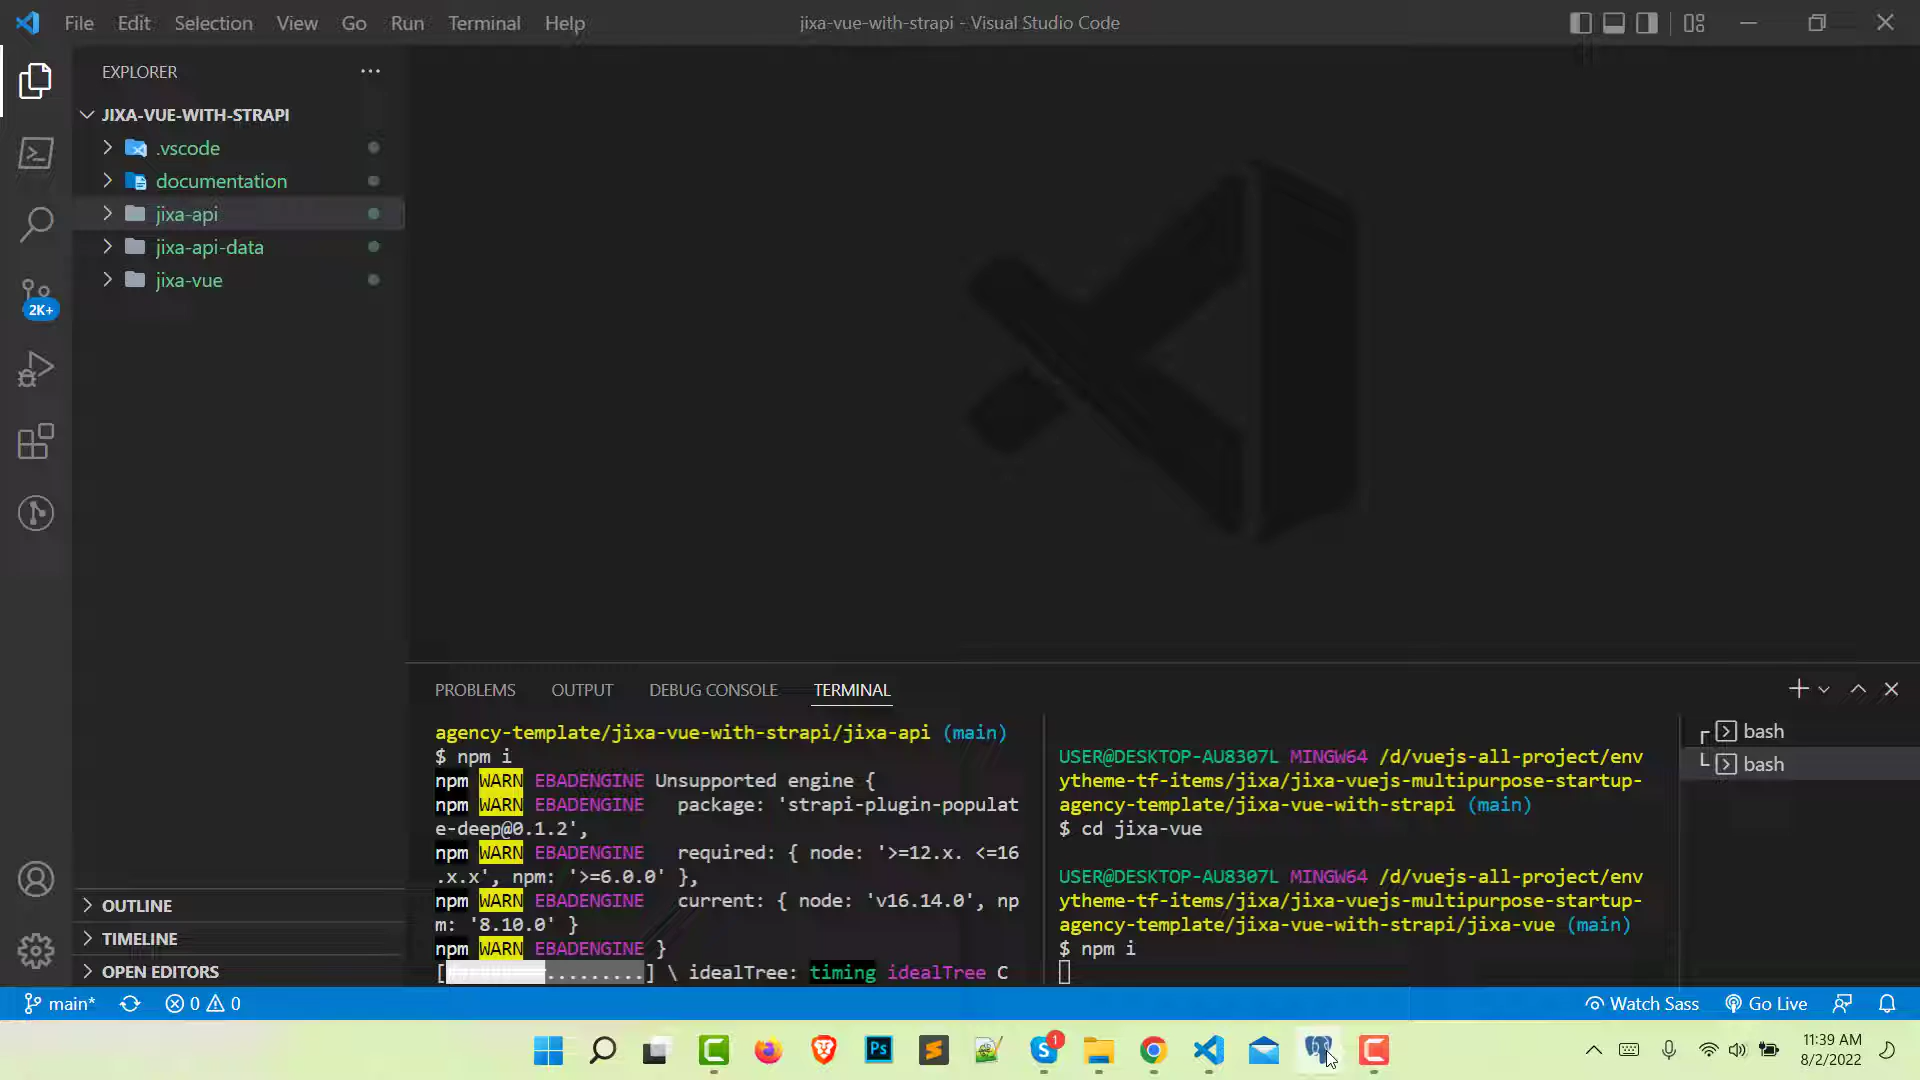 File Edit Selection View Go Run Terminal Help
jixa-vue-with-strapi - Visual Studio Code
EXPLORER
JIXA-VUE-WITH-STRAPI
.vscode
documentation
jixa-api
jixa-api-data
jixa-vue
2K+
OUTLINE
TIMELINE
OPEN EDITORS
PROBLEMS OUTPUT DEBUG CONSOLE TERMINAL
agency-template/jixa-vue-with-strapi/jixa-api (main)
$ npm i
npm WARN EBADENGINE Unsupported engine {
npm WARN EBADENGINE   package: 'strapi-plugin-populat
e-deep@0.1.2',
npm WARN EBADENGINE   required: { node: '>=12.x. <=16
.x.x', npm: '>=6.0.0' },
npm WARN EBADENGINE   current: { node: 'v16.14.0', np
m: '8.10.0' }
npm WARN EBADENGINE }
[.........] \ idealTree: timing idealTree C
USER@DESKTOP-AU8307L MINGW64 /d/vuejs-all-project/env
ytheme-tf-items/jixa/jixa-vuejs-multipurpose-startup-
agency-template/jixa-vue-with-strapi (main)
$ cd jixa-vue
USER@DESKTOP-AU8307L MINGW64 /d/vuejs-all-project/env
ytheme-tf-items/jixa/jixa-vuejs-multipurpose-startup-
agency-template/jixa-vue-with-strapi/jixa-vue (main)
$ npm i
bash
bash
main* 0 0
Watch Sass Go Live
Ps
S
1
11:39 AM
8/2/2022